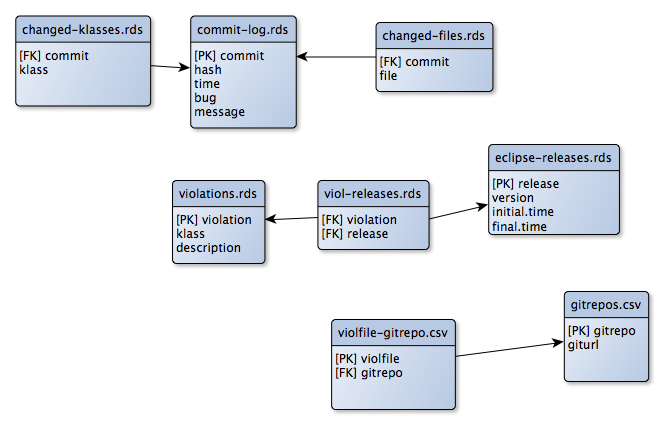 changed-klasses.rds
[FK] commit
klass
commit-log.rds
[PK] commit
hash
time
bug
message
changed-files.rds
[FK] commit
file
violations.rds
[PK] violation
klass
description
viol-releases.rds
[FK] violation
[FK] release
eclipse-releases.rds
[PK] release
version
initial.time
final.time
violfile-gitrepo.csv
[PK] violfile
[FK] gitrepo
gitrepos.csv
[PK] gitrepo
giturl